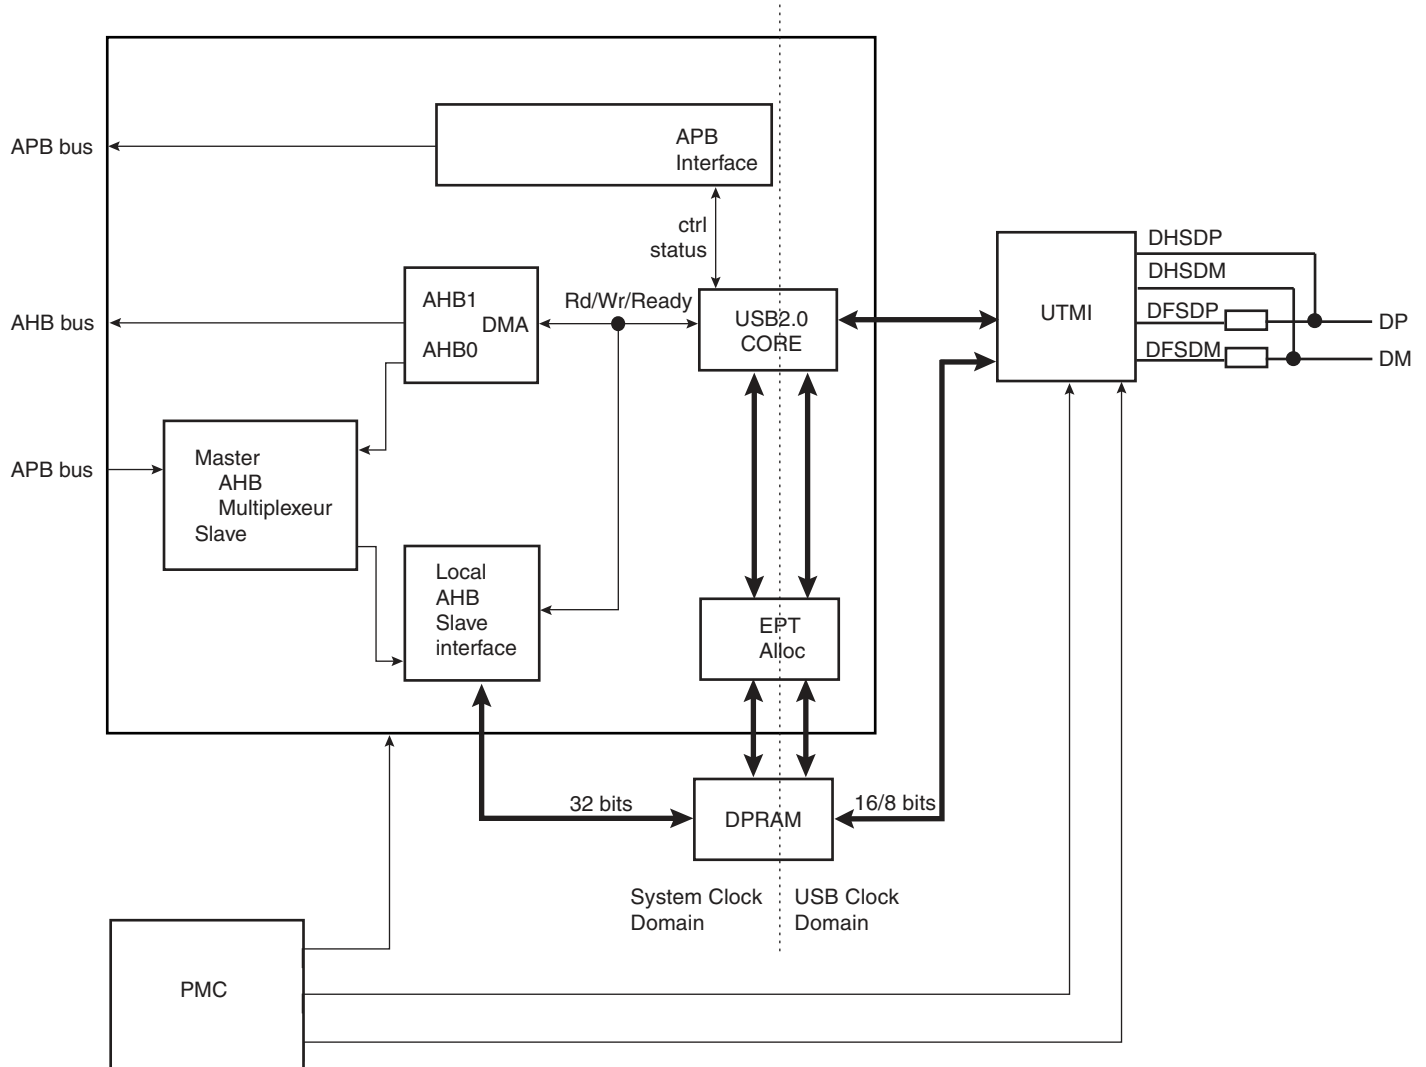 APB bus
APB
Interface
ctrl
status
AHB bus
AHB1
DMA
AHB0
Rd/Wr/Ready
USB2.0
CORE
UTMI
DHSDP
DHSDM
DFSDP
DFSDM
DP
DM
APB bus
Master
AHB
Multiplexeur
Slave
Local
AHB
Slave
interface
EPT
Alloc
32 bits
DPRAM
16/8 bits
System Clock
Domain
USB Clock
Domain
PMC